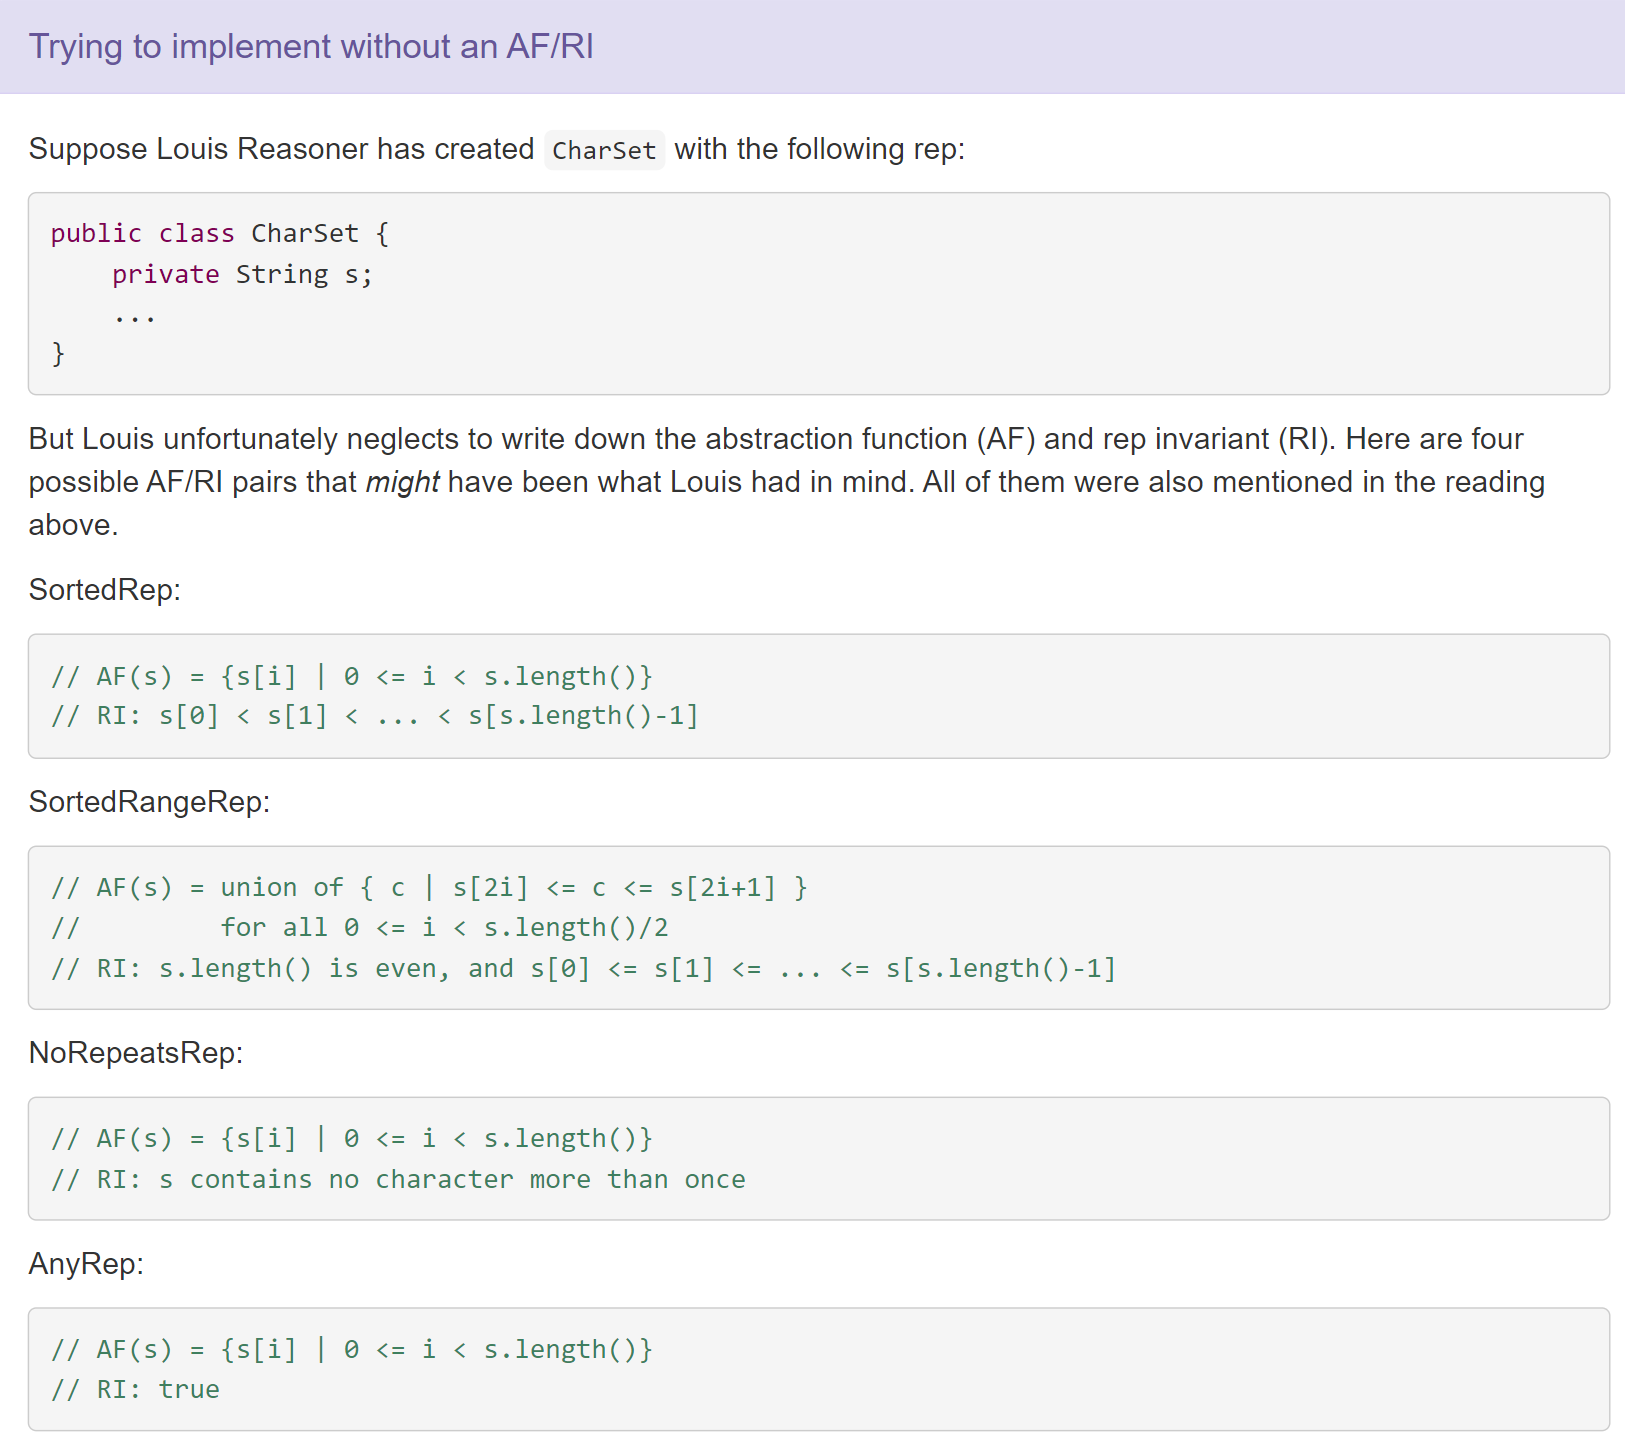 Trying to implement without an AF/RI
Suppose Louis Reasoner has created CharSet with the following rep:
public class CharSet {
    private String s;
    ...
}
But Louis unfortunately neglects to write down the abstraction function (AF) and rep invariant (RI). Here are four
possible AF/RI pairs that might have been what Louis had in mind. All of them were also mentioned in the reading
above.
SortedRep:
// AF(s) = {s[i] | 0 <= i < s.length()}
// RI: s[0] < s[1] < ... < s[s.length()-1]
SortedRangeRep:
// AF(s) = union of { c | s[2i] <= c <= s[2i+1] }
//         for all 0 <= i < s.length()/2
// RI: s.length() is even, and s[0] <= s[1] <= ... <= s[s.length()-1]
NoRepeatsRep:
// AF(s) = {s[i] | 0 <= i < s.length()}
// RI: s contains no character more than once
AnyRep:
// AF(s) = {s[i] | 0 <= i < s.length()}
// RI: true